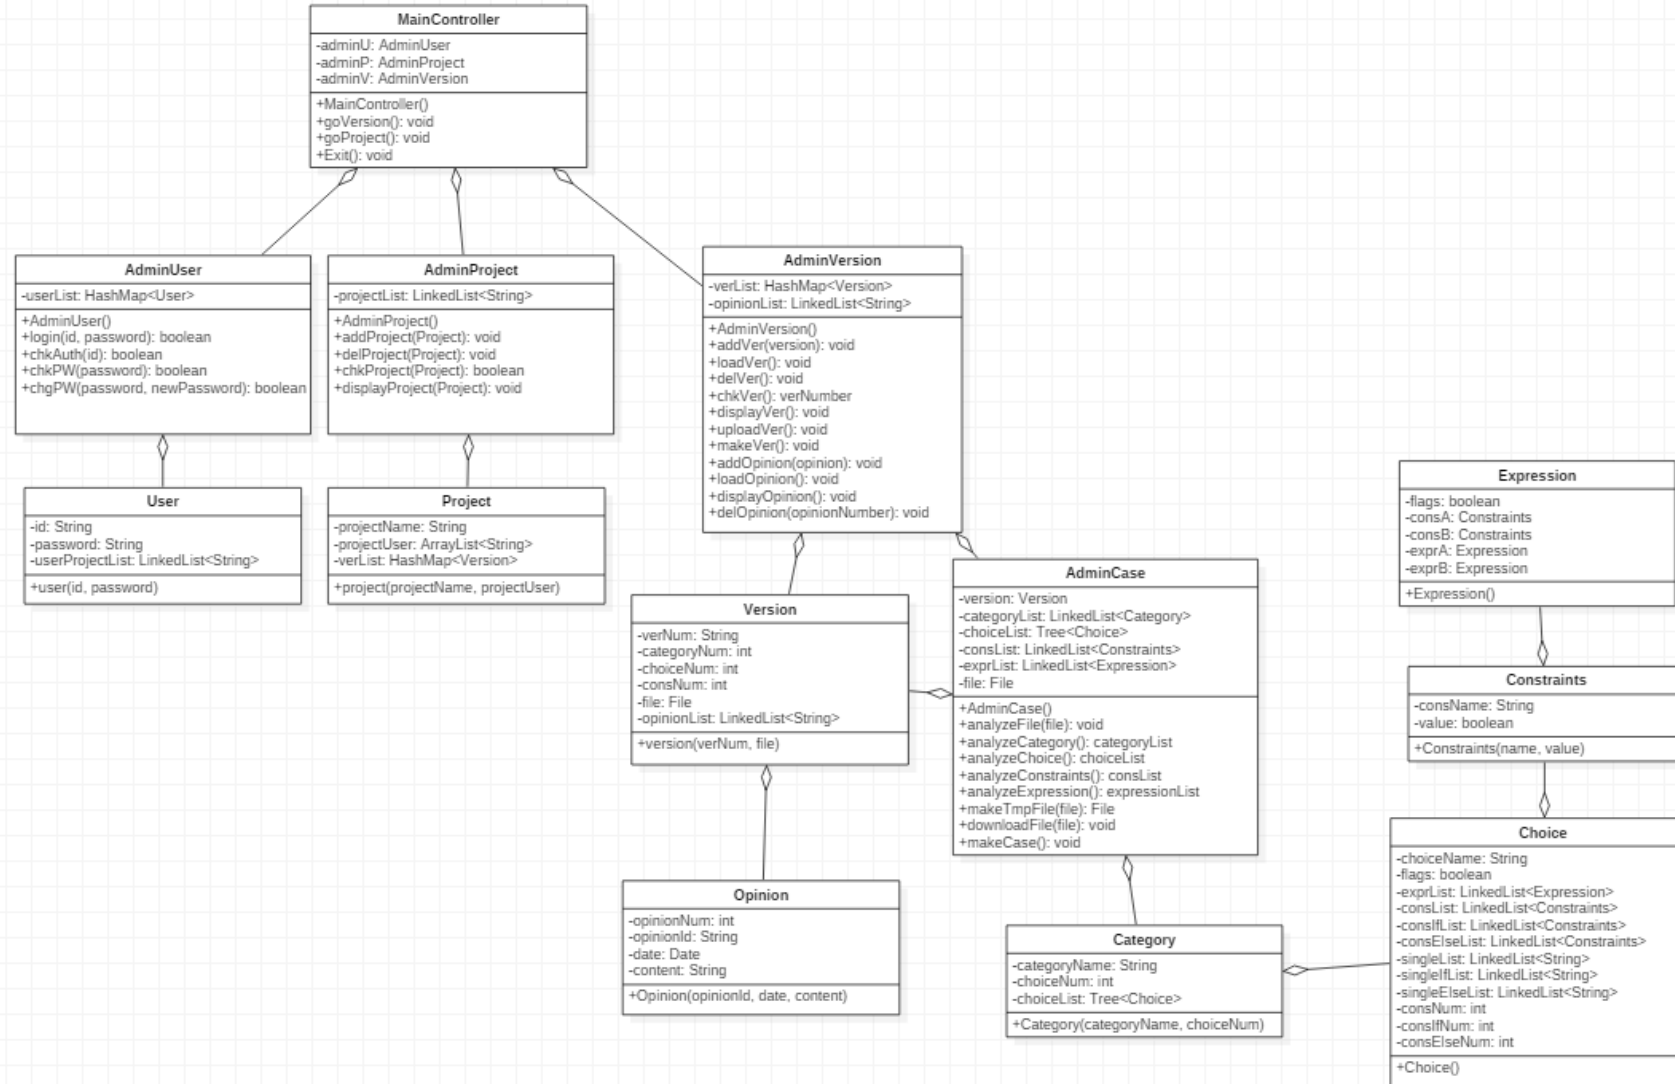 MainController
-adminU: AdminUser
-adminP: AdminProject
-adminV: AdminVersion
+MainController()
+goVersion(): void
+goProject(): void
+Exit(): void
AdminUser
-userList: HashMap<User>
+AdminUser()
+login(id, password): boolean
+chkAuth(id): boolean
+chkPW(password): boolean
+chgPW(password, newPassword): boolean
AdminProject
-projectList: LinkedList<String>
+AdminProject()
+addProject(Project): void
+delProject(Project): void
+chkProject(Project): boolean
+displayProject(Project): void
AdminVersion
-verList: HashMap<Version>
-opinionList: LinkedList<String>
+AdminVersion()
+addVer(version): void
+loadVer(): void
+delVer(): void
+chkVer(): verNumber
+displayVer(): void
+uploadVer(): void
+makeVer(): void
+addOpinion(opinion): void
+loadOpinion(): void
+displayOpinion(): void
+delOpinion(opinionNumber): void
User
-id: String
-password: String
-userProjectList: LinkedList<String>
+user(id, password)
Project
-projectName: String
-projectUser: ArrayList<String>
-verList: HashMap<Version>
+project(projectName, projectUser)
Version
-verNum: String
-categoryNum: int
-choiceNum: int
-consNum: int
-file: File
-opinionList: LinkedList<String>
+version(verNum, file)
AdminCase
-version: Version
-categoryList: LinkedList<Category>
-choiceList: Tree<Choice>
-consList: LinkedList<Constraints>
-exprList: LinkedList<Expression>
-file: File
+AdminCase()
+analyzeFile(file): void
+analyzeCategory(): categoryList
+analyzeChoice(): choiceList
+analyzeConstraints(): consList
+analyzeExpression(): expressionList
+makeTmpFile(file): File
+downloadFile(file): void
+makeCase(): void
Expression
-flags: boolean
-consA: Constraints
-consB: Constraints
-exprA: Expression
-exprB: Expression
+Expression()
Constraints
-consName: String
-value: boolean
+Constraints(name, value)
Opinion
-opinionNum: int
-opinionId: String
-date: Date
-content: String
+Opinion(opinionId, date, content)
Category
-categoryName: String
-choiceNum: int
-choiceList: Tree<Choice>
+Category(categoryName, choiceNum)
Choice
-choiceName: String
-flags: boolean
-exprList: LinkedList<Expression>
-consList: LinkedList<Constraints>
-consIfList: LinkedList<Constraints>
-consElseList: LinkedList<Constraints>
-singleList: LinkedList<String>
-singleIfList: LinkedList<String>
-singleElseList: LinkedList<String>
-consNum: int
-consIfNum: int
-consElseNum: int
+Choice()